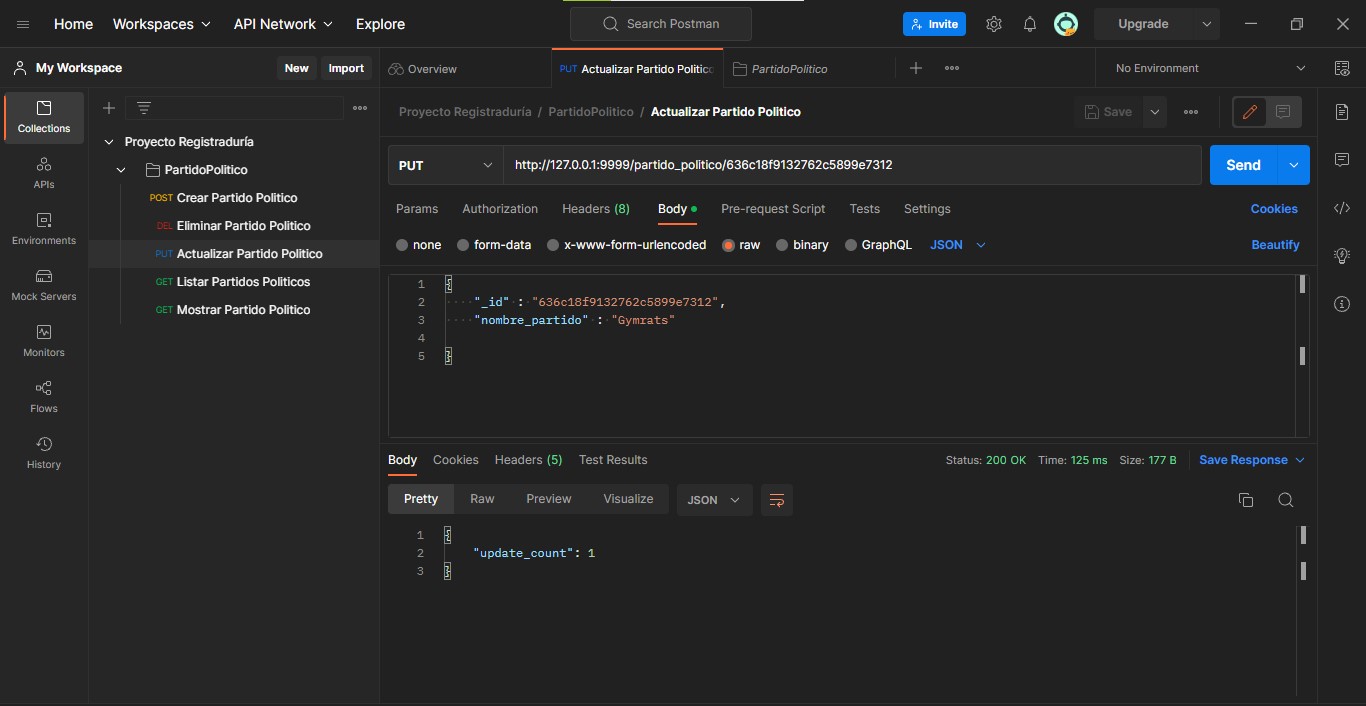 Home Workspaces API Network Explore Search Postman Invite Upgrade
My Workspace New Import Overview PUT Actualizar Partido Politic PartidoPolitico No Environment
Collections
APIs
Environments
Mock Servers
Monitors
Flows
History
Proyecto Registraduría
PartidoPolitico
POST Crear Partido Politico
DEL Eliminar Partido Politico
PUT Actualizar Partido Politico
GET Listar Partidos Politicos
GET Mostrar Partido Politico
Proyecto Registraduría / PartidoPolitico / Actualizar Partido Politico Save
PUT http://127.0.0.1:9999/partido_politico/636c18f9132762c5899e7312 Send
Params Authorization Headers (8) Body Pre-request Script Tests Settings Cookies
none form-data x-www-form-urlencoded raw binary GraphQL JSON Beautify
1 {
2 "_id" : "636c18f9132762c5899e7312",
3 "nombre_partido" : "Gymrats"
4
5 }
Body Cookies Headers (5) Test Results Status: 200 OK Time: 125 ms Size: 177 B Save Response
Pretty Raw Preview Visualize JSON
1 {
2 "update_count": 1
3 }